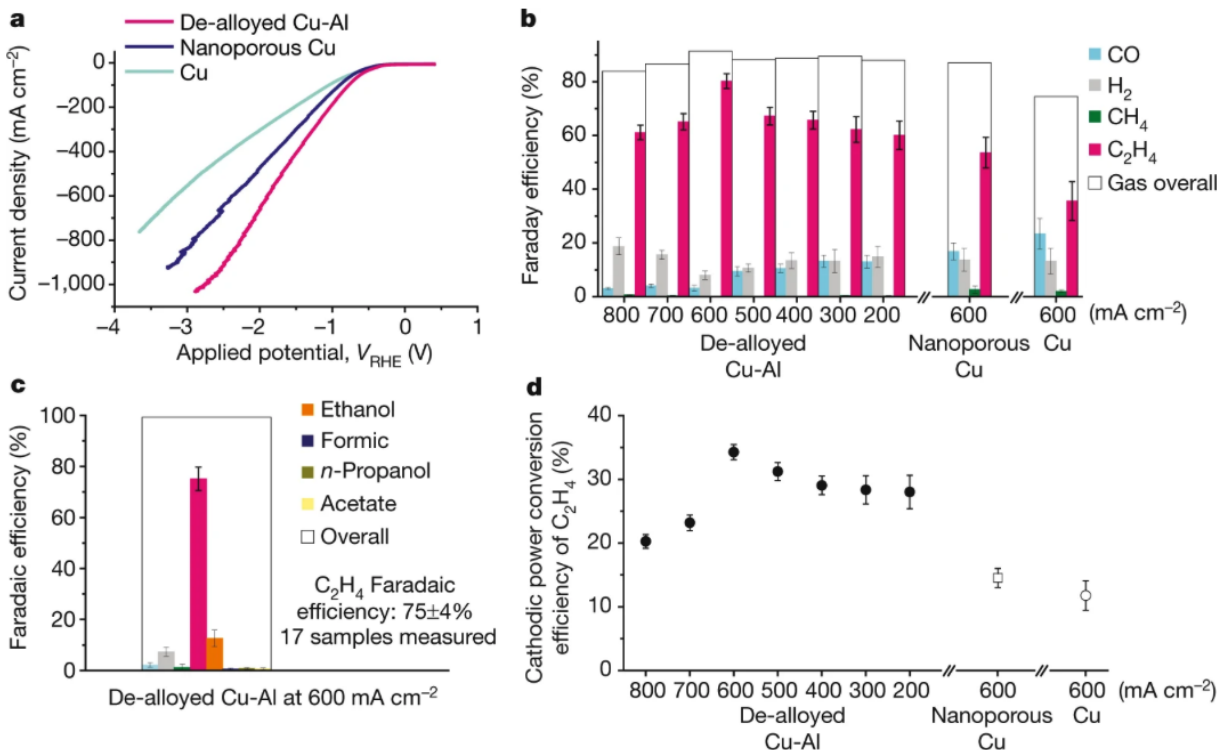 a
De-alloyed Cu-Al
Nanoporous Cu
Cu
Current density (mA cm⁻²)
0
−200
−400
−600
−800
−1,000
−4
−3
−2
−1
0
1
Applied potential, V_RHE (V)
b
Faraday efficiency (%)
80
60
40
20
0
CO
H₂
CH₄
C₂H₄
Gas overall
800 700 600 500 400 300 200
600
600
(mA cm⁻²)
De-alloyed
Cu-Al
Nanoporous
Cu
Cu
c
Faradaic efficiency (%)
100
80
60
40
20
0
Ethanol
Formic
n-Propanol
Acetate
Overall
C₂H₄ Faradaic
efficiency: 75±4%
17 samples measured
De-alloyed Cu-Al at 600 mA cm⁻²
d
Cathodic power conversion
efficiency of C₂H₄ (%)
40
30
20
10
0
800 700 600 500 400 300 200
600
600
(mA cm⁻²)
De-alloyed
Cu-Al
Nanoporous
Cu
Cu